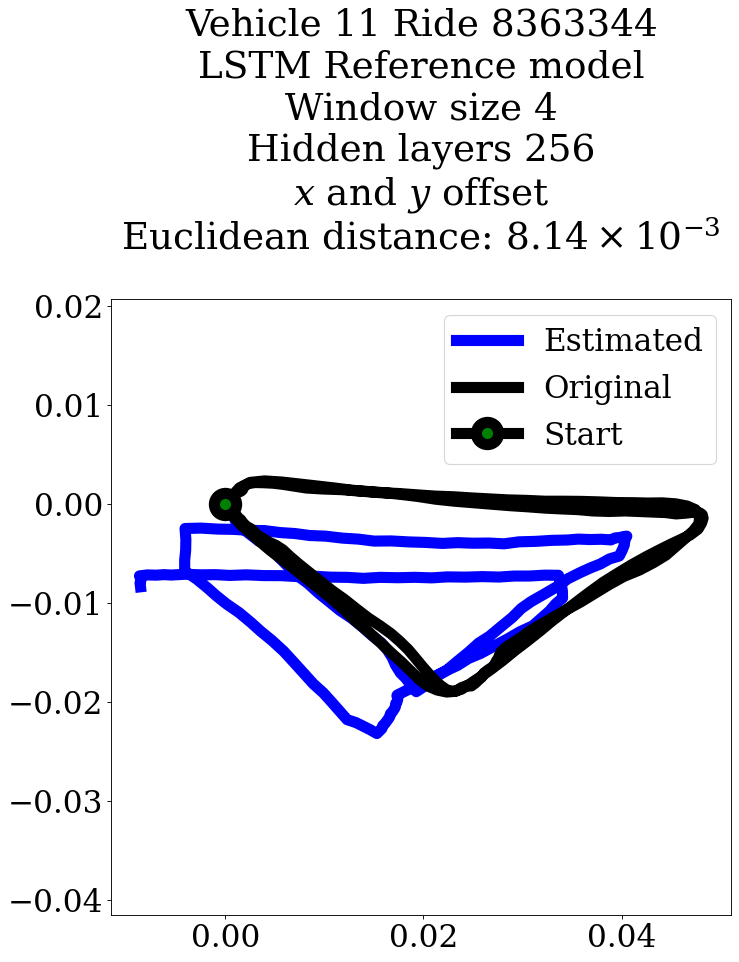 Vehicle 11 Ride 8363344
LSTM Reference model
Window size 4
Hidden layers 256
x and y offset
Euclidean distance: 8.14 × 10⁻³
0.02
Estimated
Original
Start
0.01
0.00
−0.01
−0.02
−0.03
−0.04
0.00 0.02 0.04